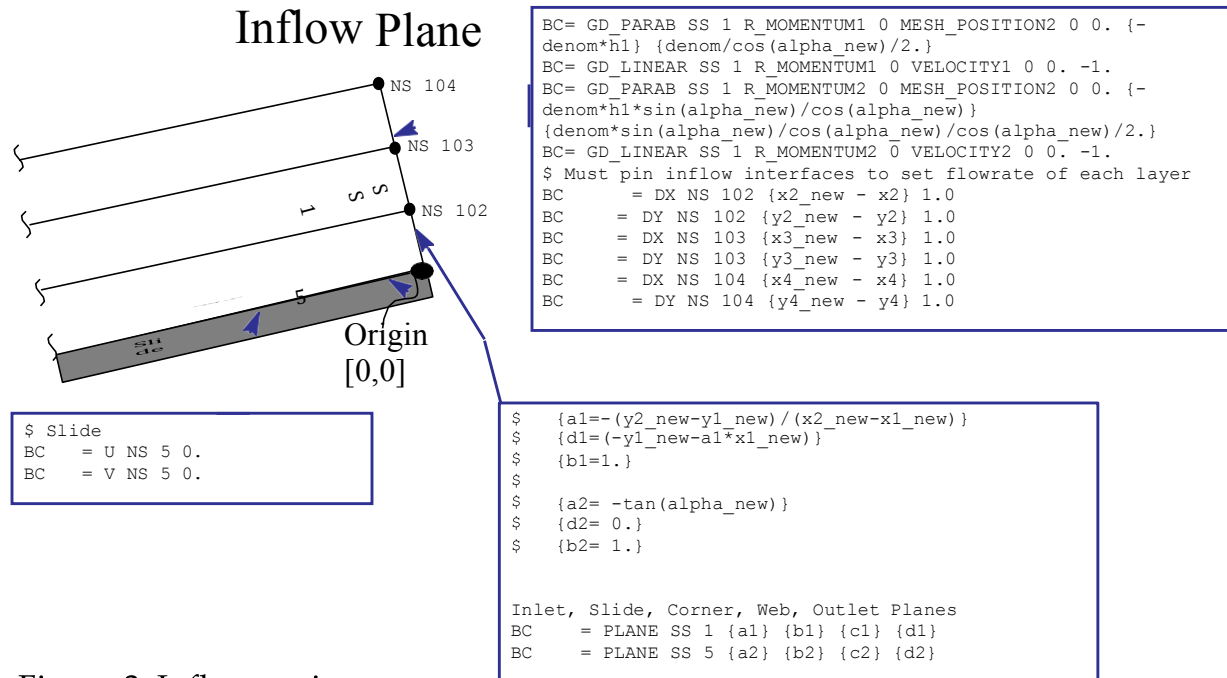 Inflow Plane
NS 104
NS 103
SS 1
NS 102
5
Slide
Origin
[0,0]
BC= GD_PARAB SS 1 R_MOMENTUM1 0 MESH_POSITION2 0 0. {-
denom*h1} {denom/cos(alpha_new)/2.}
BC= GD_LINEAR SS 1 R_MOMENTUM1 0 VELOCITY1 0 0. -1.
BC= GD_PARAB SS 1 R_MOMENTUM2 0 MESH_POSITION2 0 0. {-
denom*h1*sin(alpha_new)/cos(alpha_new)}
{denom*sin(alpha_new)/cos(alpha_new)/cos(alpha_new)/2.}
BC= GD_LINEAR SS 1 R_MOMENTUM2 0 VELOCITY2 0 0. -1.
$ Must pin inflow interfaces to set flowrate of each layer
BC = DX NS 102 {x2_new - x2} 1.0
BC = DY NS 102 {y2_new - y2} 1.0
BC = DX NS 103 {x3_new - x3} 1.0
BC = DY NS 103 {y3_new - y3} 1.0
BC = DX NS 104 {x4_new - x4} 1.0
BC = DY NS 104 {y4_new - y4} 1.0
$ Slide
BC = U NS 5 0.
BC = V NS 5 0.
$ {a1=-(y2_new-y1_new)/(x2_new-x1_new)}
$ {d1=(-y1_new-a1*x1_new)}
$ {b1=1.}
$
$ {a2= -tan(alpha_new)}
$ {d2= 0.}
$ {b2= 1.}
Inlet, Slide, Corner, Web, Outlet Planes
BC = PLANE SS 1 {a1} {b1} {c1} {d1}
BC = PLANE SS 5 {a2} {b2} {c2} {d2}